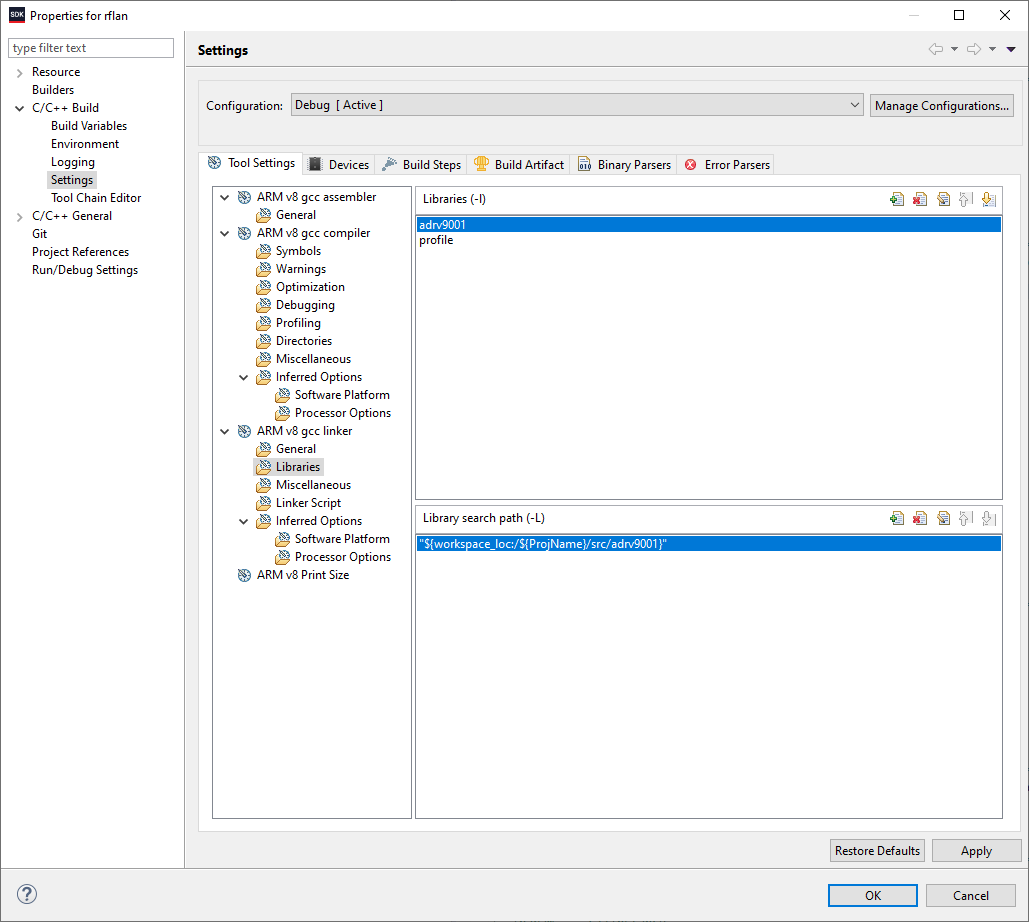 SDK Properties for rflan
type filter text
Resource
Builders
C/C++ Build
Build Variables
Environment
Logging
Settings
Tool Chain Editor
C/C++ General
Git
Project References
Run/Debug Settings
Settings
Configuration: Debug [ Active ] Manage Configurations...
Tool Settings Devices Build Steps Build Artifact Binary Parsers Error Parsers
ARM v8 gcc assembler
General
ARM v8 gcc compiler
Symbols
Warnings
Optimization
Debugging
Profiling
Directories
Miscellaneous
Inferred Options
Software Platform
Processor Options
ARM v8 gcc linker
General
Libraries
Miscellaneous
Linker Script
Inferred Options
Software Platform
Processor Options
ARM v8 Print Size
Libraries (-l)
adrv9001
profile
Library search path (-L)
"${workspace_loc:/${ProjName}/src/adrv9001}"
Restore Defaults Apply
? OK Cancel